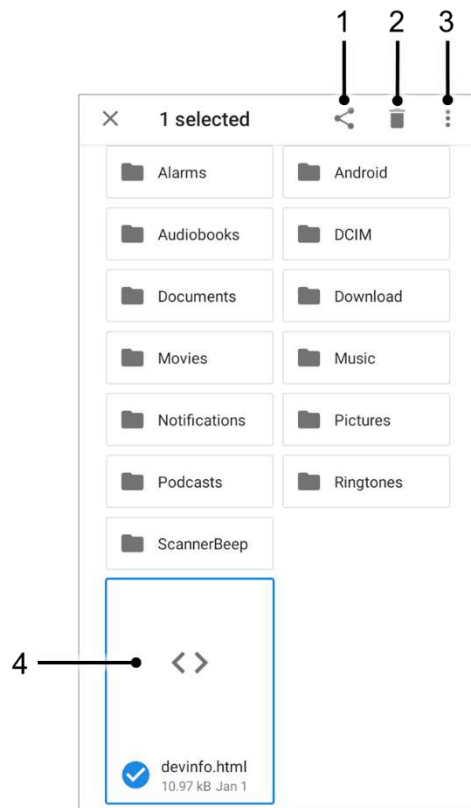 1 2 3
1 selected
Alarms Android
Audiobooks DCIM
Documents Download
Movies Music
Notifications Pictures
Podcasts Ringtones
ScannerBeep
4
devinfo.html
10.97 kB Jan 1